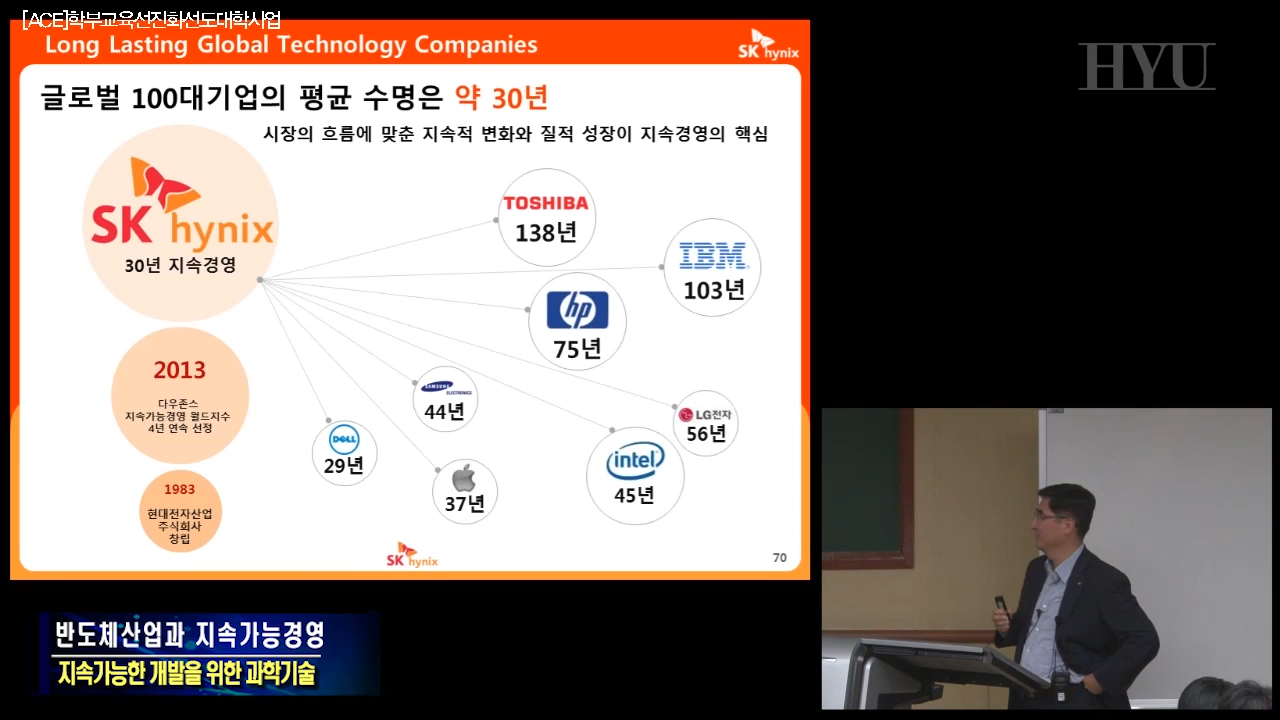 [ACE]학부교육선진화선도대학사업
Long Lasting Global Technology Companies
SK hynix
HYU
글로벌 100대기업의 평균 수명은 약 30년
시장의 흐름에 맞춘 지속적 변화와 질적 성장이 지속경영의 핵심
SK hynix
30년 지속경영
TOSHIBA
138년
IBM
103년
hp
75년
2013
다우존스
지속가능경영 월드지수
4년 연속 선정
SAMSUNG
ELECTRONICS
44년
LG전자
56년
DELL
29년
intel
45년
37년
1983
현대전자산업
주식회사
창립
SK hynix
70
반도체산업과 지속가능경영
지속가능한 개발을 위한 과학기술